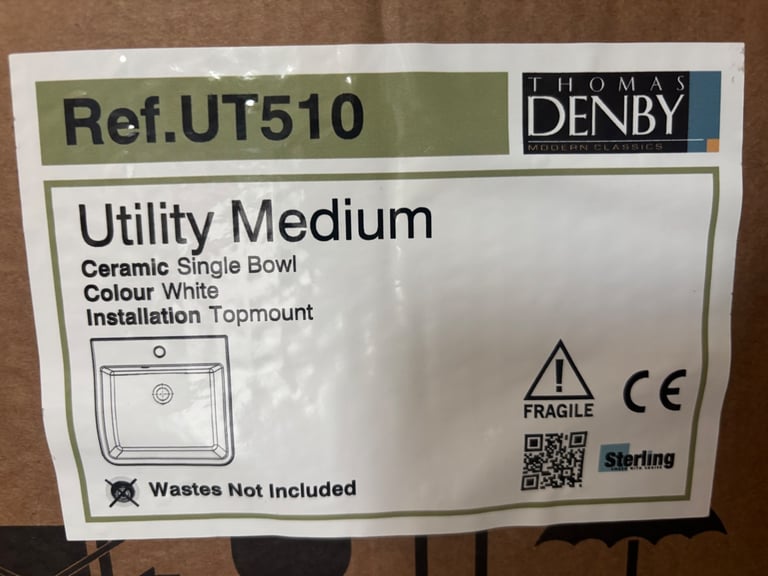 Ref.UT510
THOMAS
DENBY
MODERN CLASSICS
Utility Medium
Ceramic Single Bowl
Colour White
Installation Topmount
FRAGILE
CE
Sterling
Wastes Not Included